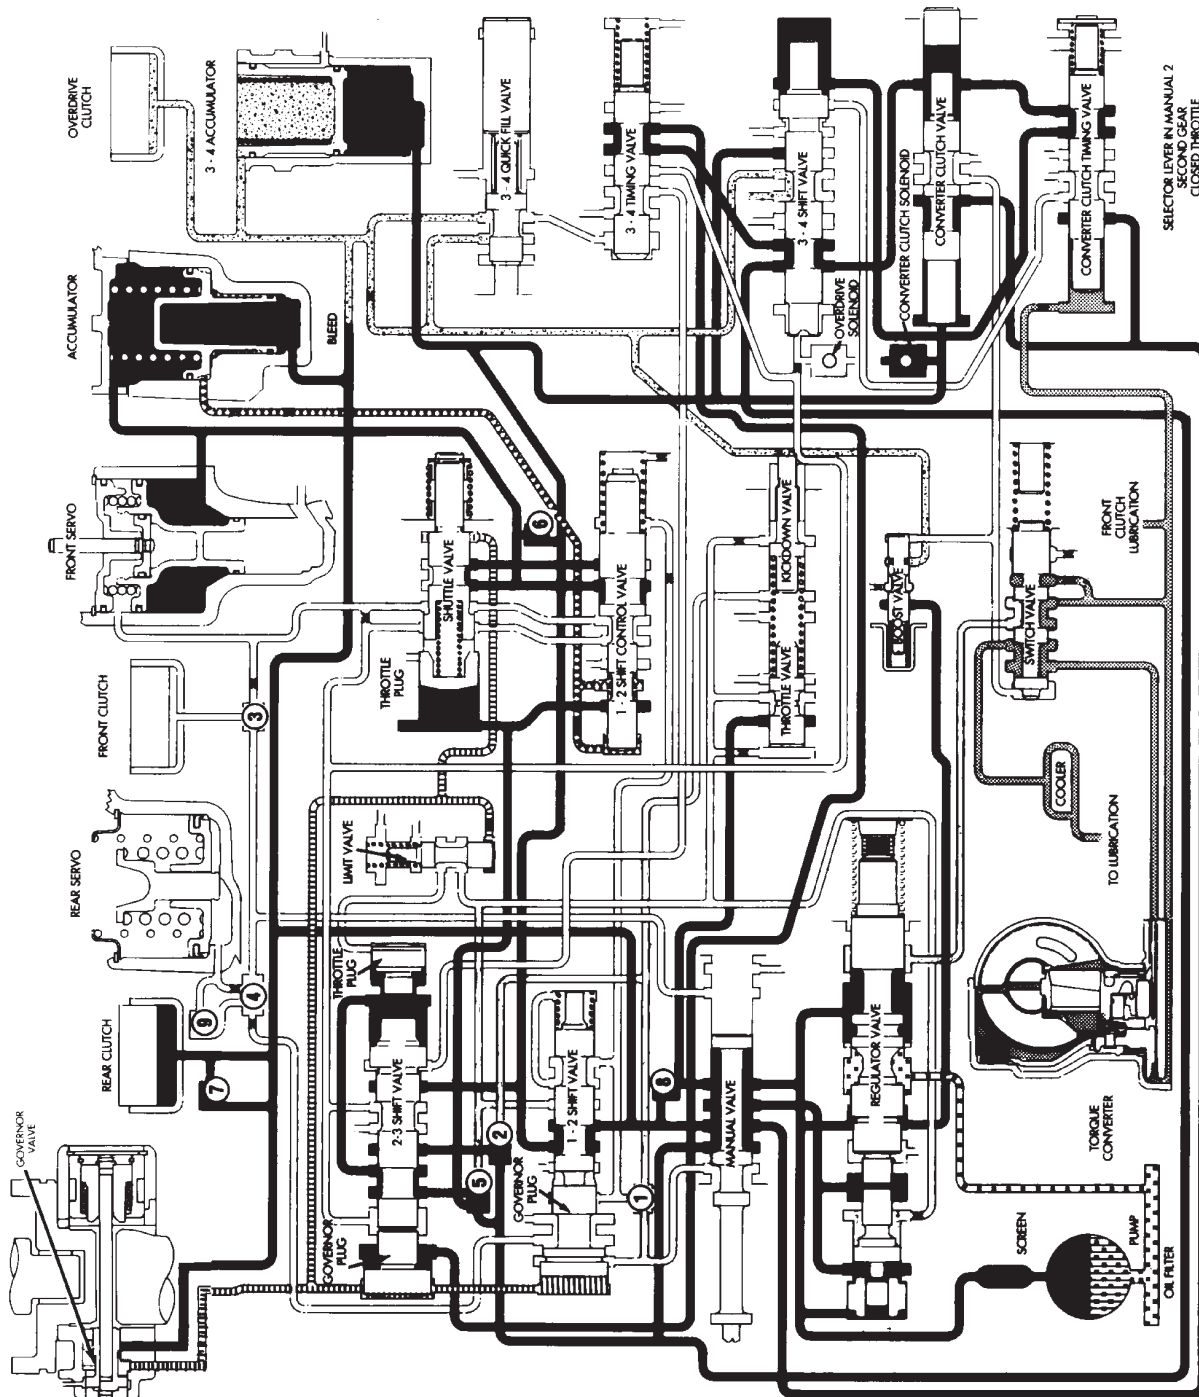 OVERDRIVE
CLUTCH
3 - 4 ACCUMULATOR
3 - 4 QUICK FILL VALVE
3 - 4 TIMING VALVE
3 - 4 SHIFT VALVE
CONVERTER CLUTCH VALVE
CONVERTER CLUTCH TIMING VALVE
SELECTOR LEVER IN MANUAL 2
SECOND GEAR
CLOSED THROTTLE
ACCUMULATOR
BLEED
OVERDRIVE
SOLENOID
CONVERTER CLUTCH SOLENOID
FRONT SERVO
SHUTTLE VALVE
6
1 - 2 SHIFT CONTROL VALVE
KICKDOWN VALVE
BOOST VALVE
SWITCH VALVE
FRONT
CLUTCH
LUBRICATION
FRONT CLUTCH
3
THROTTLE
PLUG
THROTTLE VALVE
COOLER
TO LUBRICATION
REAR SERVO
LIMIT VALVE
REAR CLUTCH
9
4
7
THROTTLE
PLUG
2-3 SHIFT VALVE
2
5
1 - 2 SHIFT VALVE
8
MANUAL VALVE
REGULATOR VALVE
TORQUE
CONVERTER
GOVERNOR
VALVE
GOVERNOR
PLUG
GOVERNOR
PLUG
1
SCREEN
PUMP
OIL FILTER